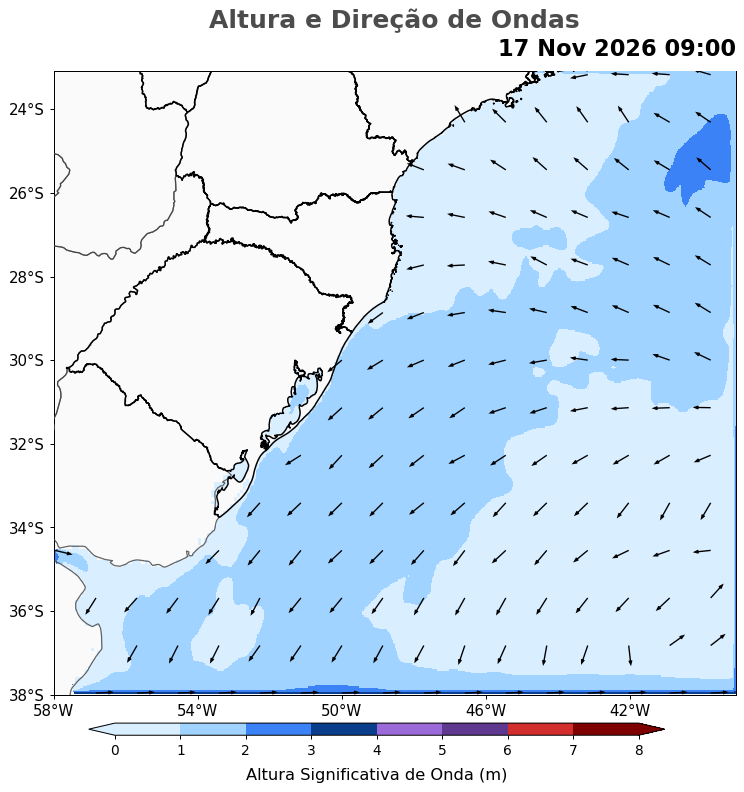 Altura e Direção de Ondas
17 Nov 2026 09:00
24°S
26°S
28°S
30°S
32°S
34°S
36°S
38°S
58°W 54°W 50°W 46°W 42°W
0 1 2 3 4 5 6 7 8
Altura Significativa de Onda (m)